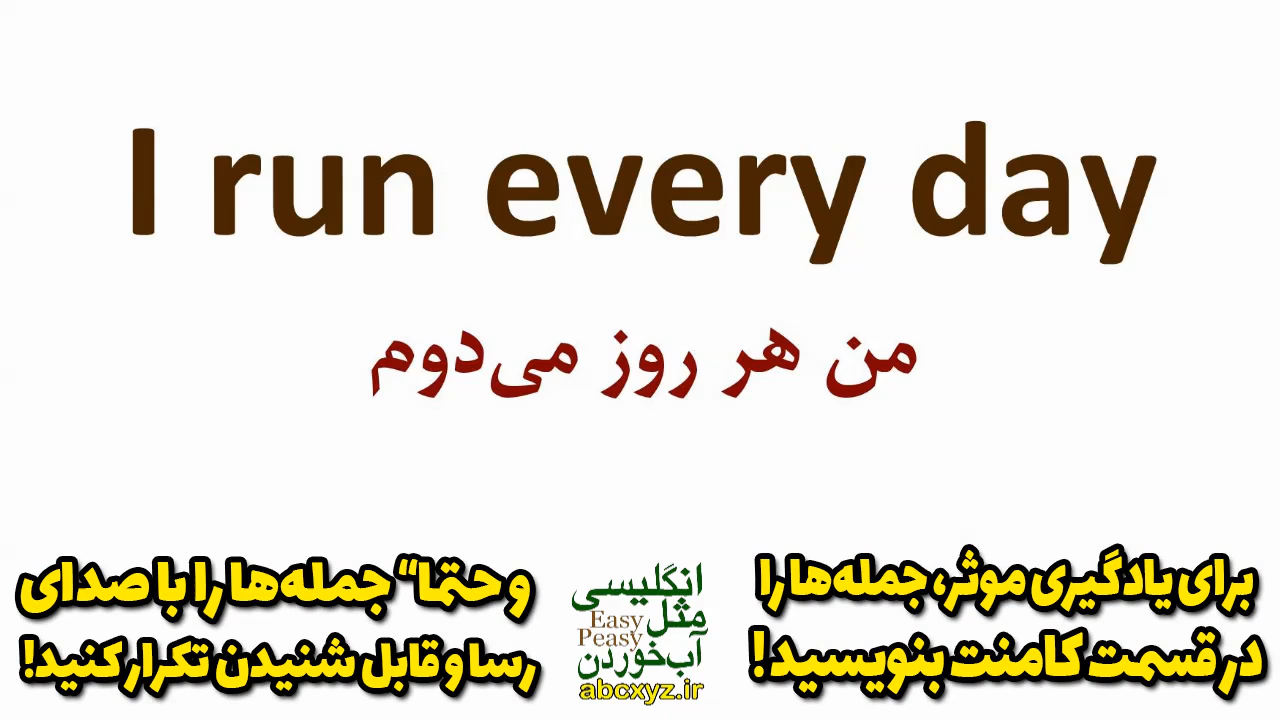 I run every day
من هر روز می‌دوم
برای یادگیری موثر، جمله‌ها را
در قسمت کامنت بنویسید!
انگلیسی
مثل
Easy
Peasy
آب‌خوردن
abcxyz.ir
و حتما“ جمله‌ها را با صدای
رسا و قابل شنیدن تکرار کنید!